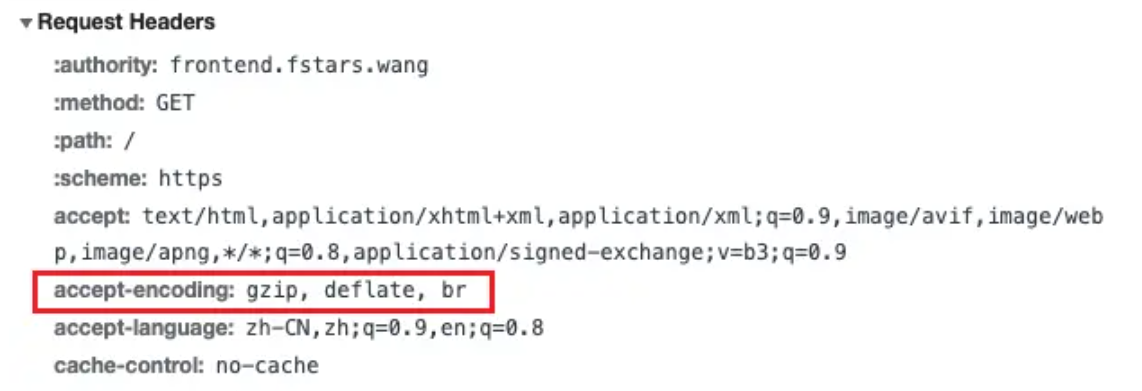 Request Headers
:authority: frontend.fstars.wang
:method: GET
:path: /
:scheme: https
accept: text/html,application/xhtml+xml,application/xml;q=0.9,image/avif,image/web
p,image/apng,*/*;q=0.8,application/signed-exchange;v=b3;q=0.9
accept-encoding: gzip, deflate, br
accept-language: zh-CN,zh;q=0.9,en;q=0.8
cache-control: no-cache